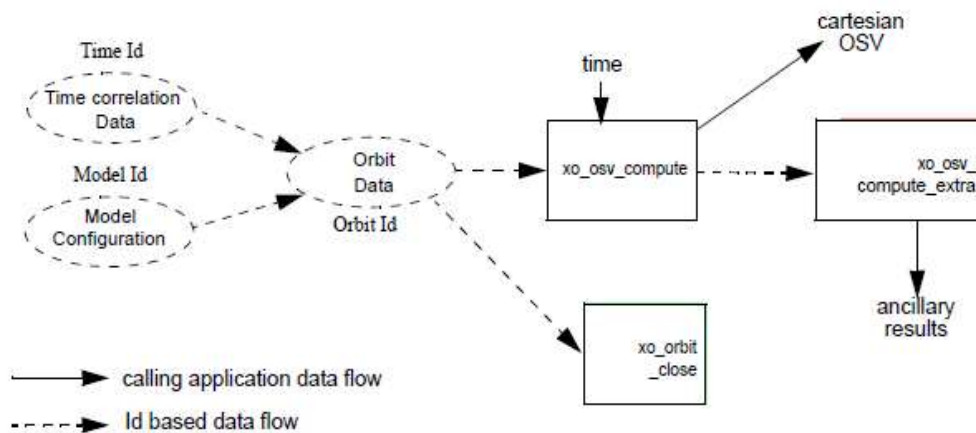 Time Id
Time correlation
Data
Model Id
Model
Configuration
Orbit
Data
Orbit Id
time
xo_osv_compute
cartesian
OSV
xo_osv_
compute_extra
ancillary
results
xo_orbit
_close
calling application data flow
Id based data flow